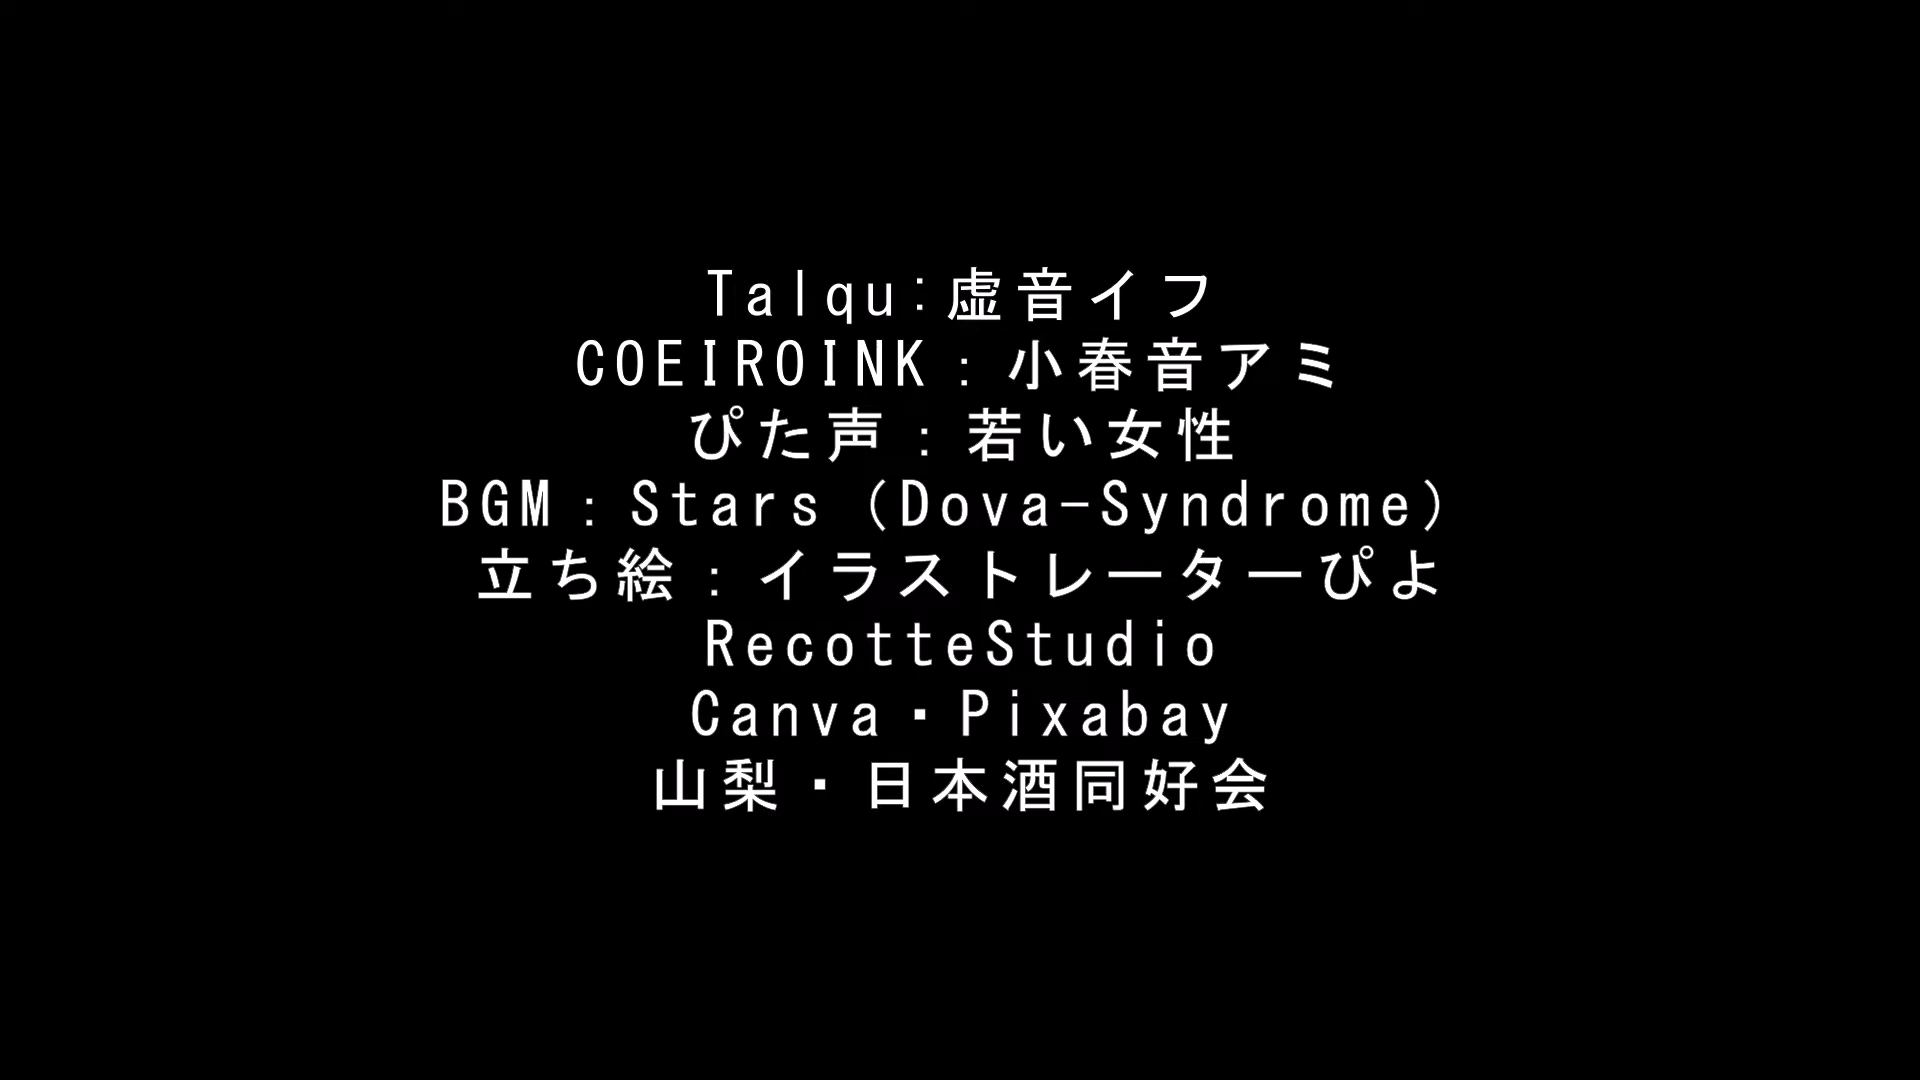 Talqu:虚音イフ
COEIROINK：小春音アミ
ぴた声：若い女性
BGM：Stars (Dova-Syndrome)
立ち絵：イラストレーターぴよ
RecotteStudio
Canva・Pixabay
山梨・日本酒同好会